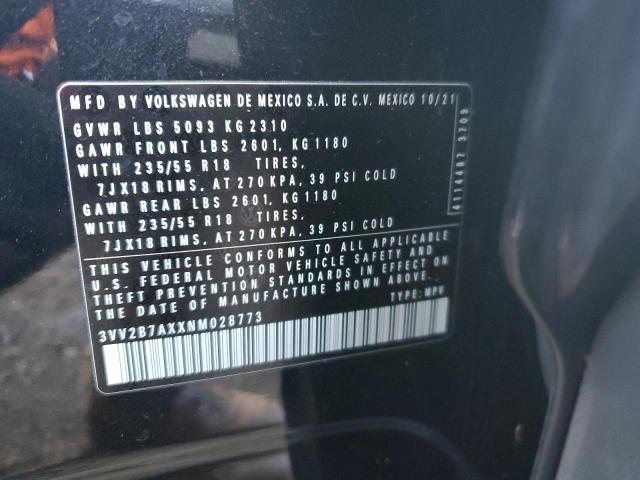 MFD BY VOLKSWAGEN DE MEXICO S.A. DE C.V. MEXICO 10/21
GVWR LBS 5093 KG 2310
GAWR FRONT LBS 2601, KG 1180
WITH 235/55 R18 TIRES,
7JX18 RIMS, AT 270 KPA, 39 PSI COLD
GAWR REAR LBS 2601, KG 1180
WITH 235/55 R18 TIRES,
7JX18 RIMS, AT 270 KPA, 39 PSI COLD
THIS VEHICLE CONFORMS TO ALL APPLICABLE
U.S. FEDERAL MOTOR VEHICLE SAFETY AND
THEFT PREVENTION STANDARDS IN EFFECT ON
THE DATE OF MANUFACTURE SHOWN ABOVE.
3VV2B7AXXNM028773 TYPE: MPV
4114407 3709